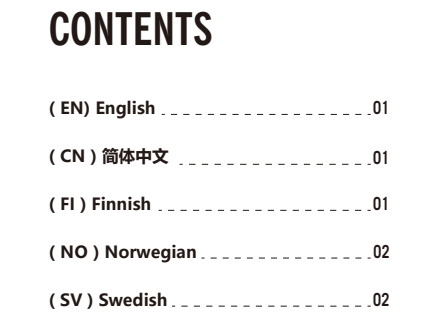 CONTENTS
( EN) English 01
( CN ) 简体中文 01
( FI ) Finnish 01
( NO ) Norwegian 02
( SV ) Swedish 02